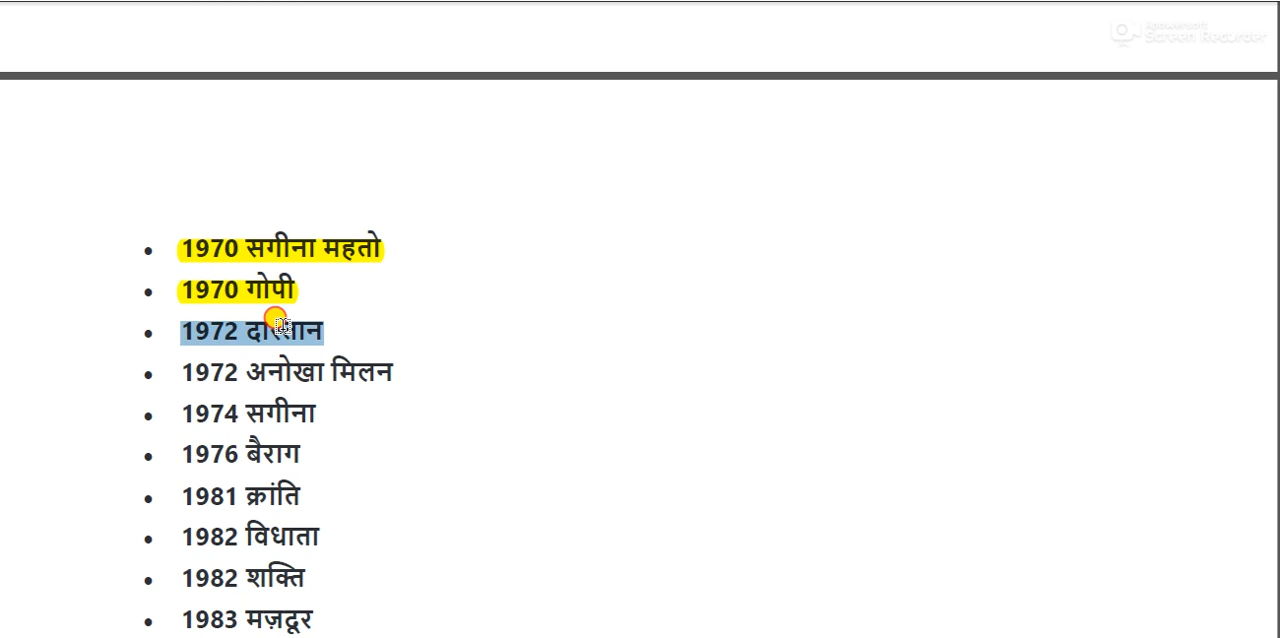 Apowersoft
Screen Recorder
• 1970 सगीना महतो
• 1970 गोपी
• 1972 दास्तान
• 1972 अनोखा मिलन
• 1974 सगीना
• 1976 बैराग
• 1981 क्रांति
• 1982 विधाता
• 1982 शक्ति
• 1983 मज़दूर